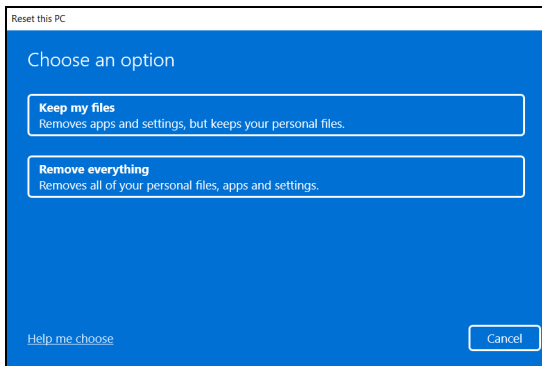 Reset this PC
Choose an option
Keep my files
Removes apps and settings, but keeps your personal files.
Remove everything
Removes all of your personal files, apps and settings.
Help me choose
Cancel